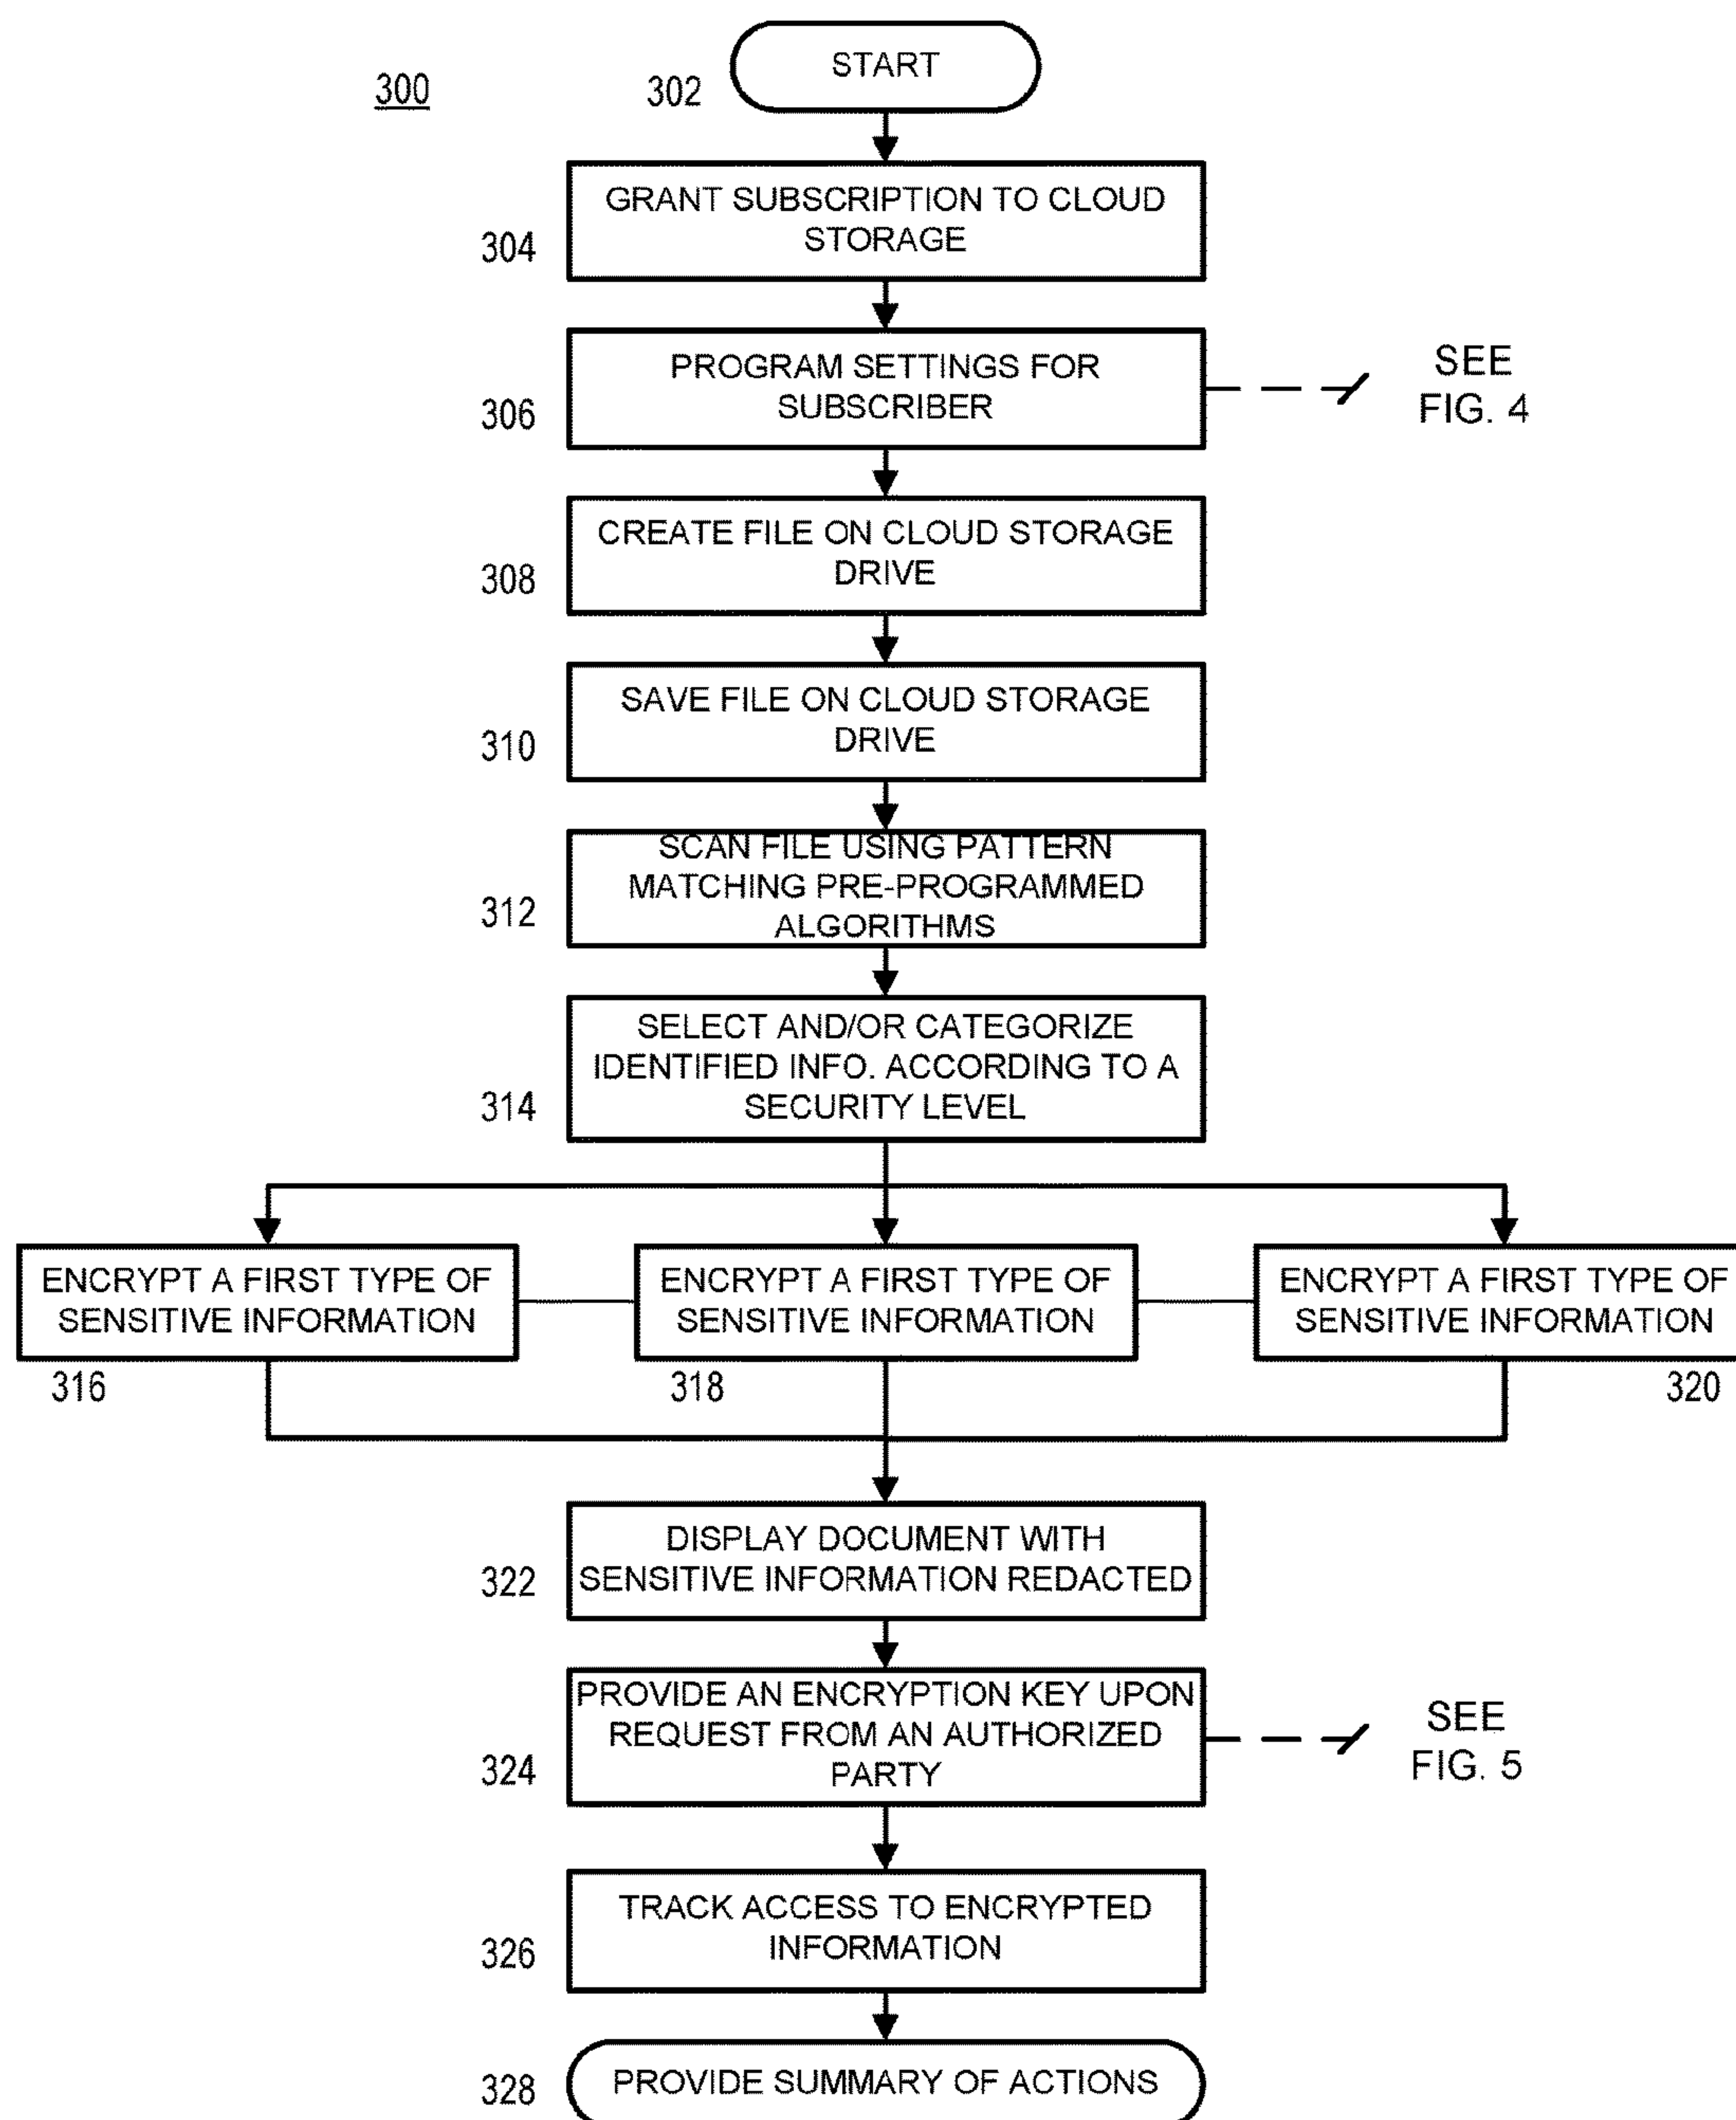 300
302
START
304
GRANT SUBSCRIPTION TO CLOUD
STORAGE
306
PROGRAM SETTINGS FOR
SUBSCRIBER
SEE
FIG. 4
308
CREATE FILE ON CLOUD STORAGE
DRIVE
310
SAVE FILE ON CLOUD STORAGE
DRIVE
312
SCAN FILE USING PATTERN
MATCHING PRE-PROGRAMMED
ALGORITHMS
314
SELECT AND/OR CATEGORIZE
IDENTIFIED INFO. ACCORDING TO A
SECURITY LEVEL
ENCRYPT A FIRST TYPE OF
SENSITIVE INFORMATION
316
ENCRYPT A FIRST TYPE OF
SENSITIVE INFORMATION
318
ENCRYPT A FIRST TYPE OF
SENSITIVE INFORMATION
320
322
DISPLAY DOCUMENT WITH
SENSITIVE INFORMATION REDACTED
324
PROVIDE AN ENCRYPTION KEY UPON
REQUEST FROM AN AUTHORIZED
PARTY
SEE
FIG. 5
326
TRACK ACCESS TO ENCRYPTED
INFORMATION
328
PROVIDE SUMMARY OF ACTIONS